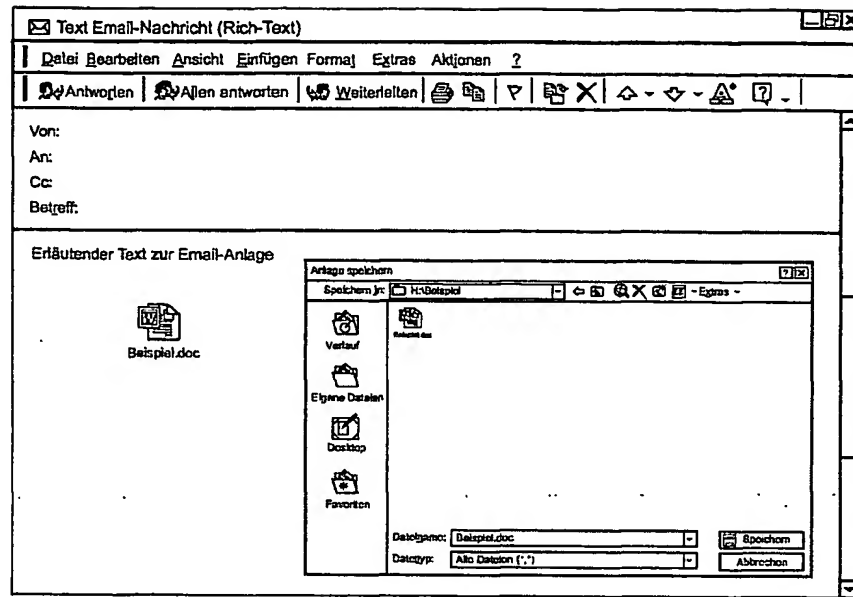 Text Email-Nachricht (Rich-Text)
Datei Bearbeiten Ansicht Einfügen Format Extras Aktionen ?
Antworten Allen antworten Weiterleiten
Von:
An:
Cc:
Betreff:
Erläutender Text zur Email-Anlage
Beispiel.doc
Anlage speichern
Speichern in: H:\Beispiel Extras
Verlauf
Beispiel.doc
Eigene Dateien
Desktop
Favoriten
Dateiname: Beispiel.doc Speichern
Dateityp: Alle Dateien (*.*) Abbrechen